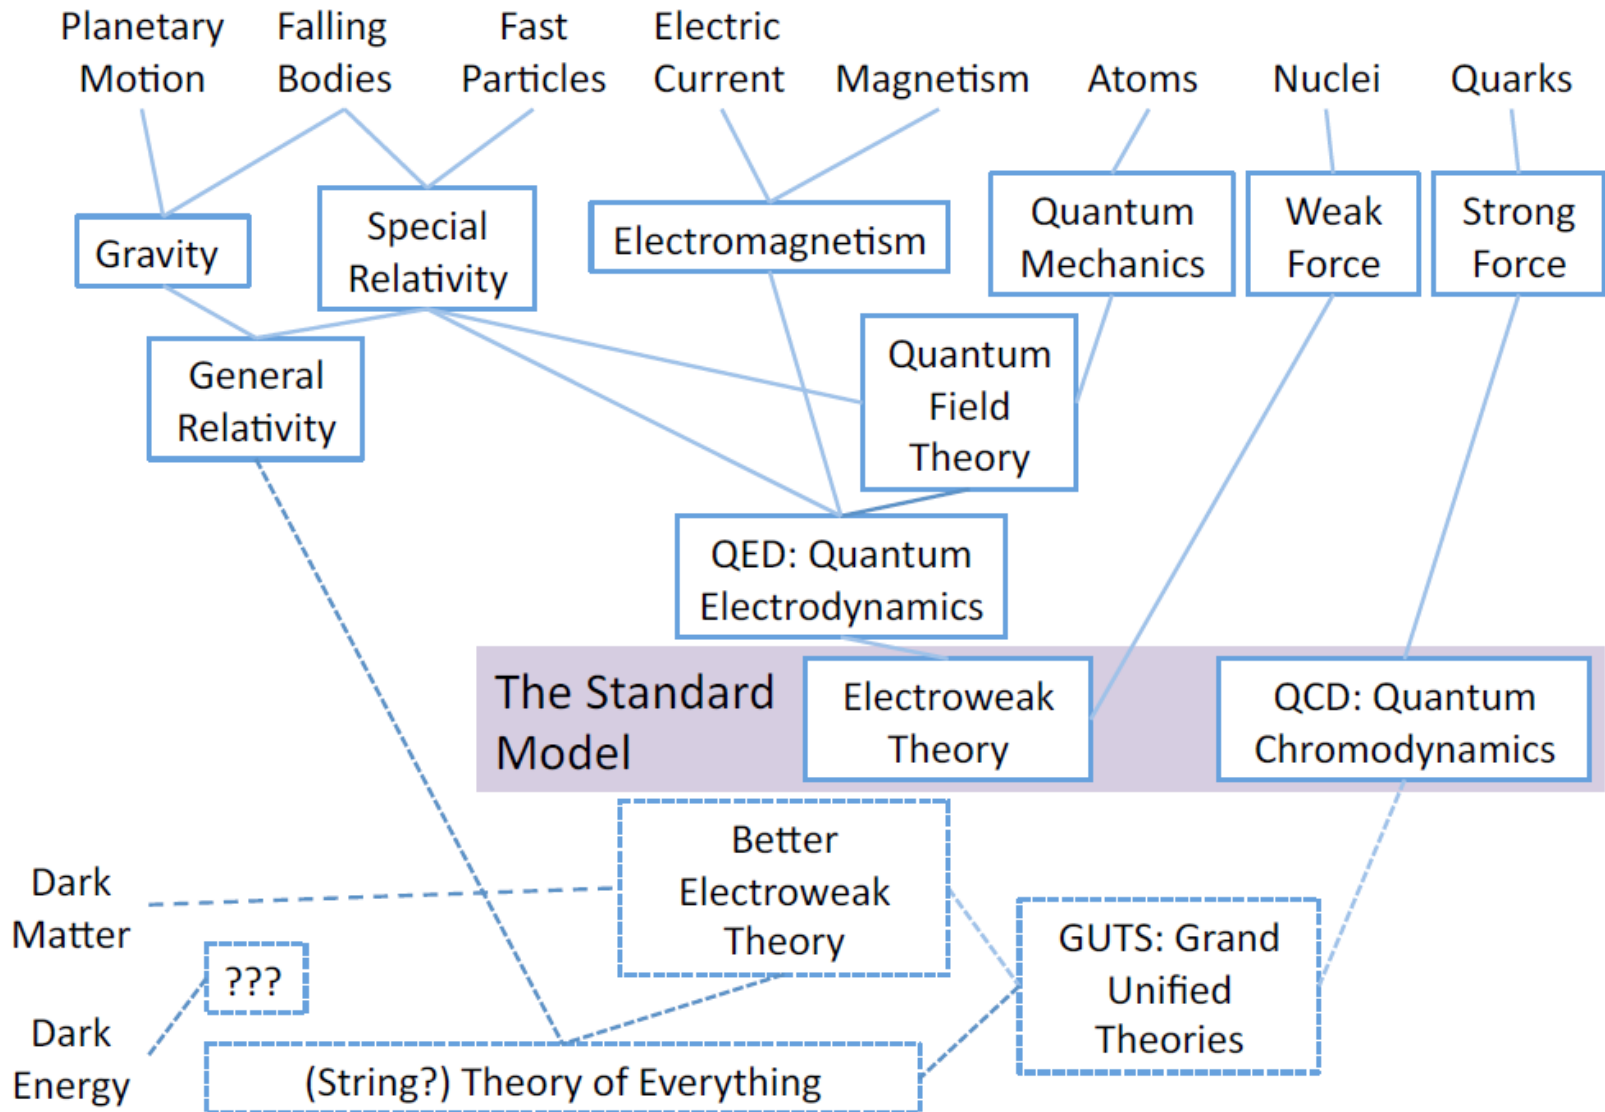 Planetary
Motion
Falling
Bodies
Fast
Particles
Electric
Current
Magnetism
Atoms
Nuclei
Quarks
Gravity
Special
Relativity
Electromagnetism
Quantum
Mechanics
Weak
Force
Strong
Force
General
Relativity
Quantum
Field
Theory
QED: Quantum
Electrodynamics
The Standard
Model
Electroweak
Theory
QCD: Quantum
Chromodynamics
Better
Electroweak
Theory
Dark
Matter
GUTS: Grand
Unified
Theories
???
Dark
Energy
(String?) Theory of Everything